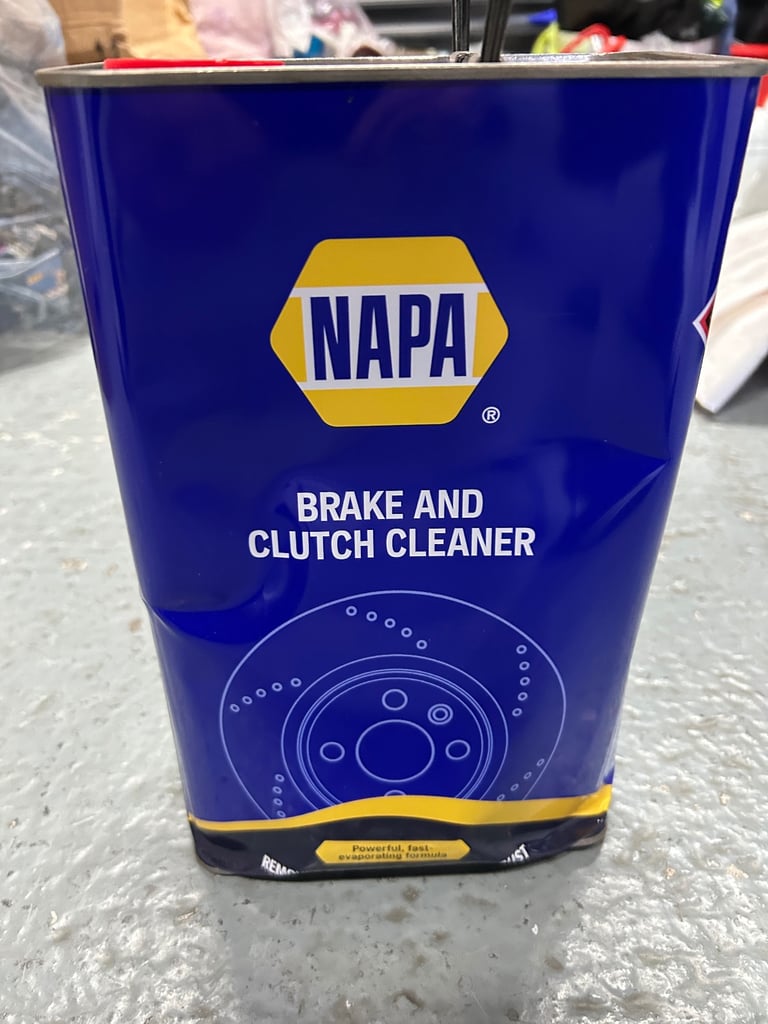 NAPA
®
BRAKE AND
CLUTCH CLEANER
Powerful, fast-
evaporating formula